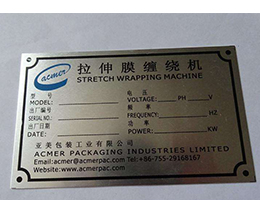 acmer
拉伸膜缠绕机
STRETCH WRAPPING MACHINE
型号 电压
MODEL: VOLTAGE: PH V
出厂编号 频率
SERIAL NO.: FREQUENCY: HZ
出厂日期 功率
DATE: POWER: KW
亚美包装工业有限公司
ACMER PACKAGING INDUSTRIES LIMITED
Email:acmer@acmerpac.com Tel:+86-755-29168167
Website:www.acmerpac.com